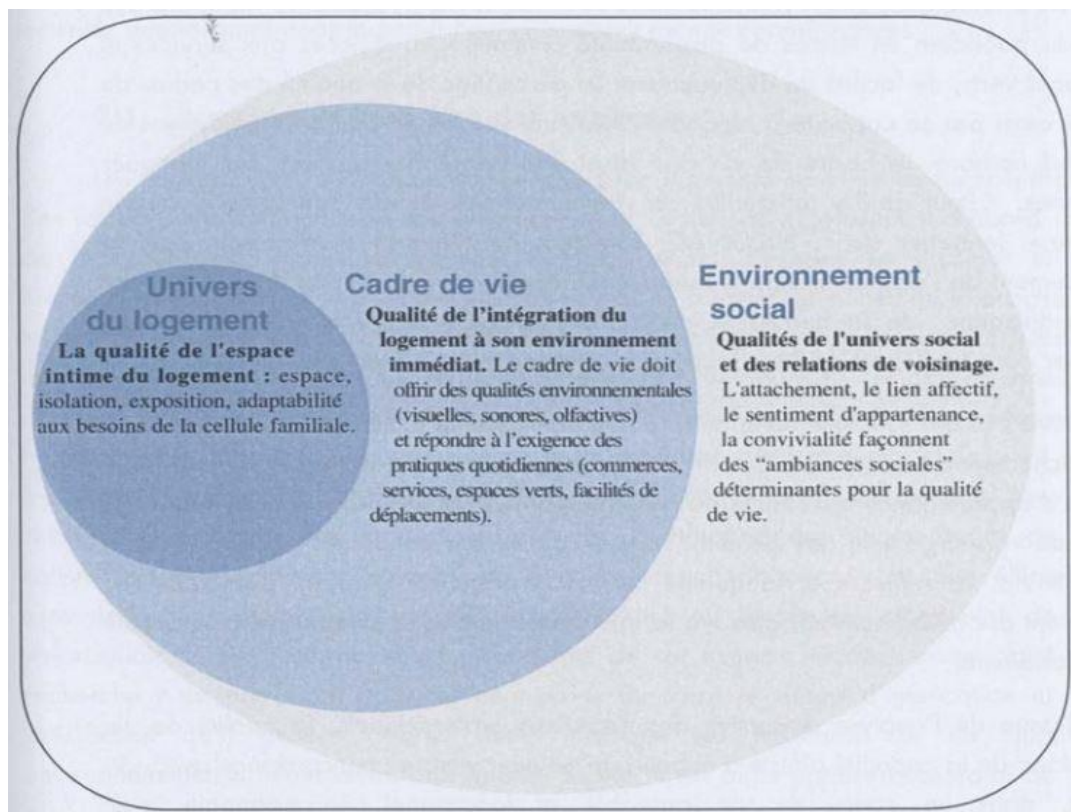 Univers
du logement
La qualité de l'espace
intime du logement : espace,
isolation, exposition, adaptabilité
aux besoins de la cellule familiale.
Cadre de vie
Qualité de l'intégration du
logement à son environnement
immédiat. Le cadre de vie doit
offrir des qualités environnementales
(visuelles, sonores, olfactives)
et répondre à l'exigence des
pratiques quotidiennes (commerces,
services, espaces verts, facilités de
déplacements).
Environnement
social
Qualités de l'univers social
et des relations de voisinage.
L'attachement, le lien affectif,
le sentiment d'appartenance,
la convivialité façonnent
des “ambiances sociales”
déterminantes pour la qualité
de vie.